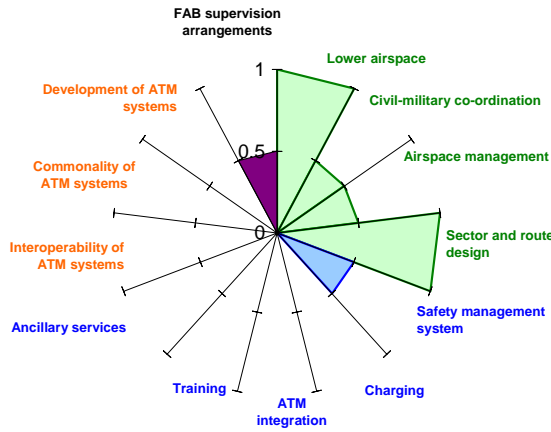 FAB supervision
arrangements
Lower airspace
Development of ATM
systems
1
Civil-military co-ordination
Commonality of
ATM systems
0.5
Airspace management
Interoperability of
ATM systems
0
Sector and route
design
Ancillary services
Safety management
system
Training
ATM
integration
Charging